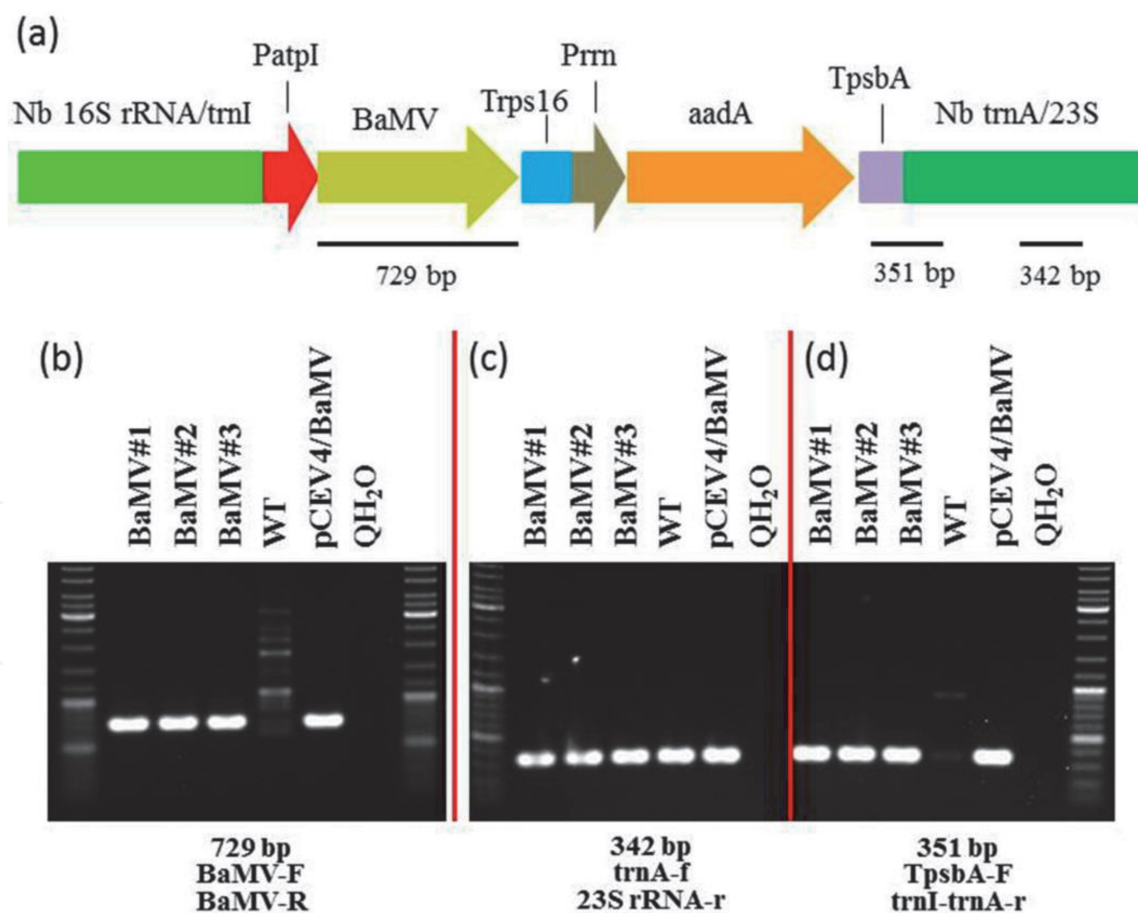 (a)
PatpI
Prrn
Nb 16S rRNA/trnI
BaMV
Trps16
aadA
TpsbA
Nb trnA/23S
729 bp
351 bp
342 bp
(b)
BaMV#1
BaMV#2
BaMV#3
WT
pCEV4/BaMV
QH₂O
(c)
BaMV#1
BaMV#2
BaMV#3
WT
pCEV4/BaMV
QH₂O
(d)
BaMV#1
BaMV#2
BaMV#3
WT
pCEV4/BaMV
QH₂O
729 bp
BaMV-F
BaMV-R
342 bp
trnA-f
23S rRNA-r
351 bp
TpsbA-F
trnI-trnA-r